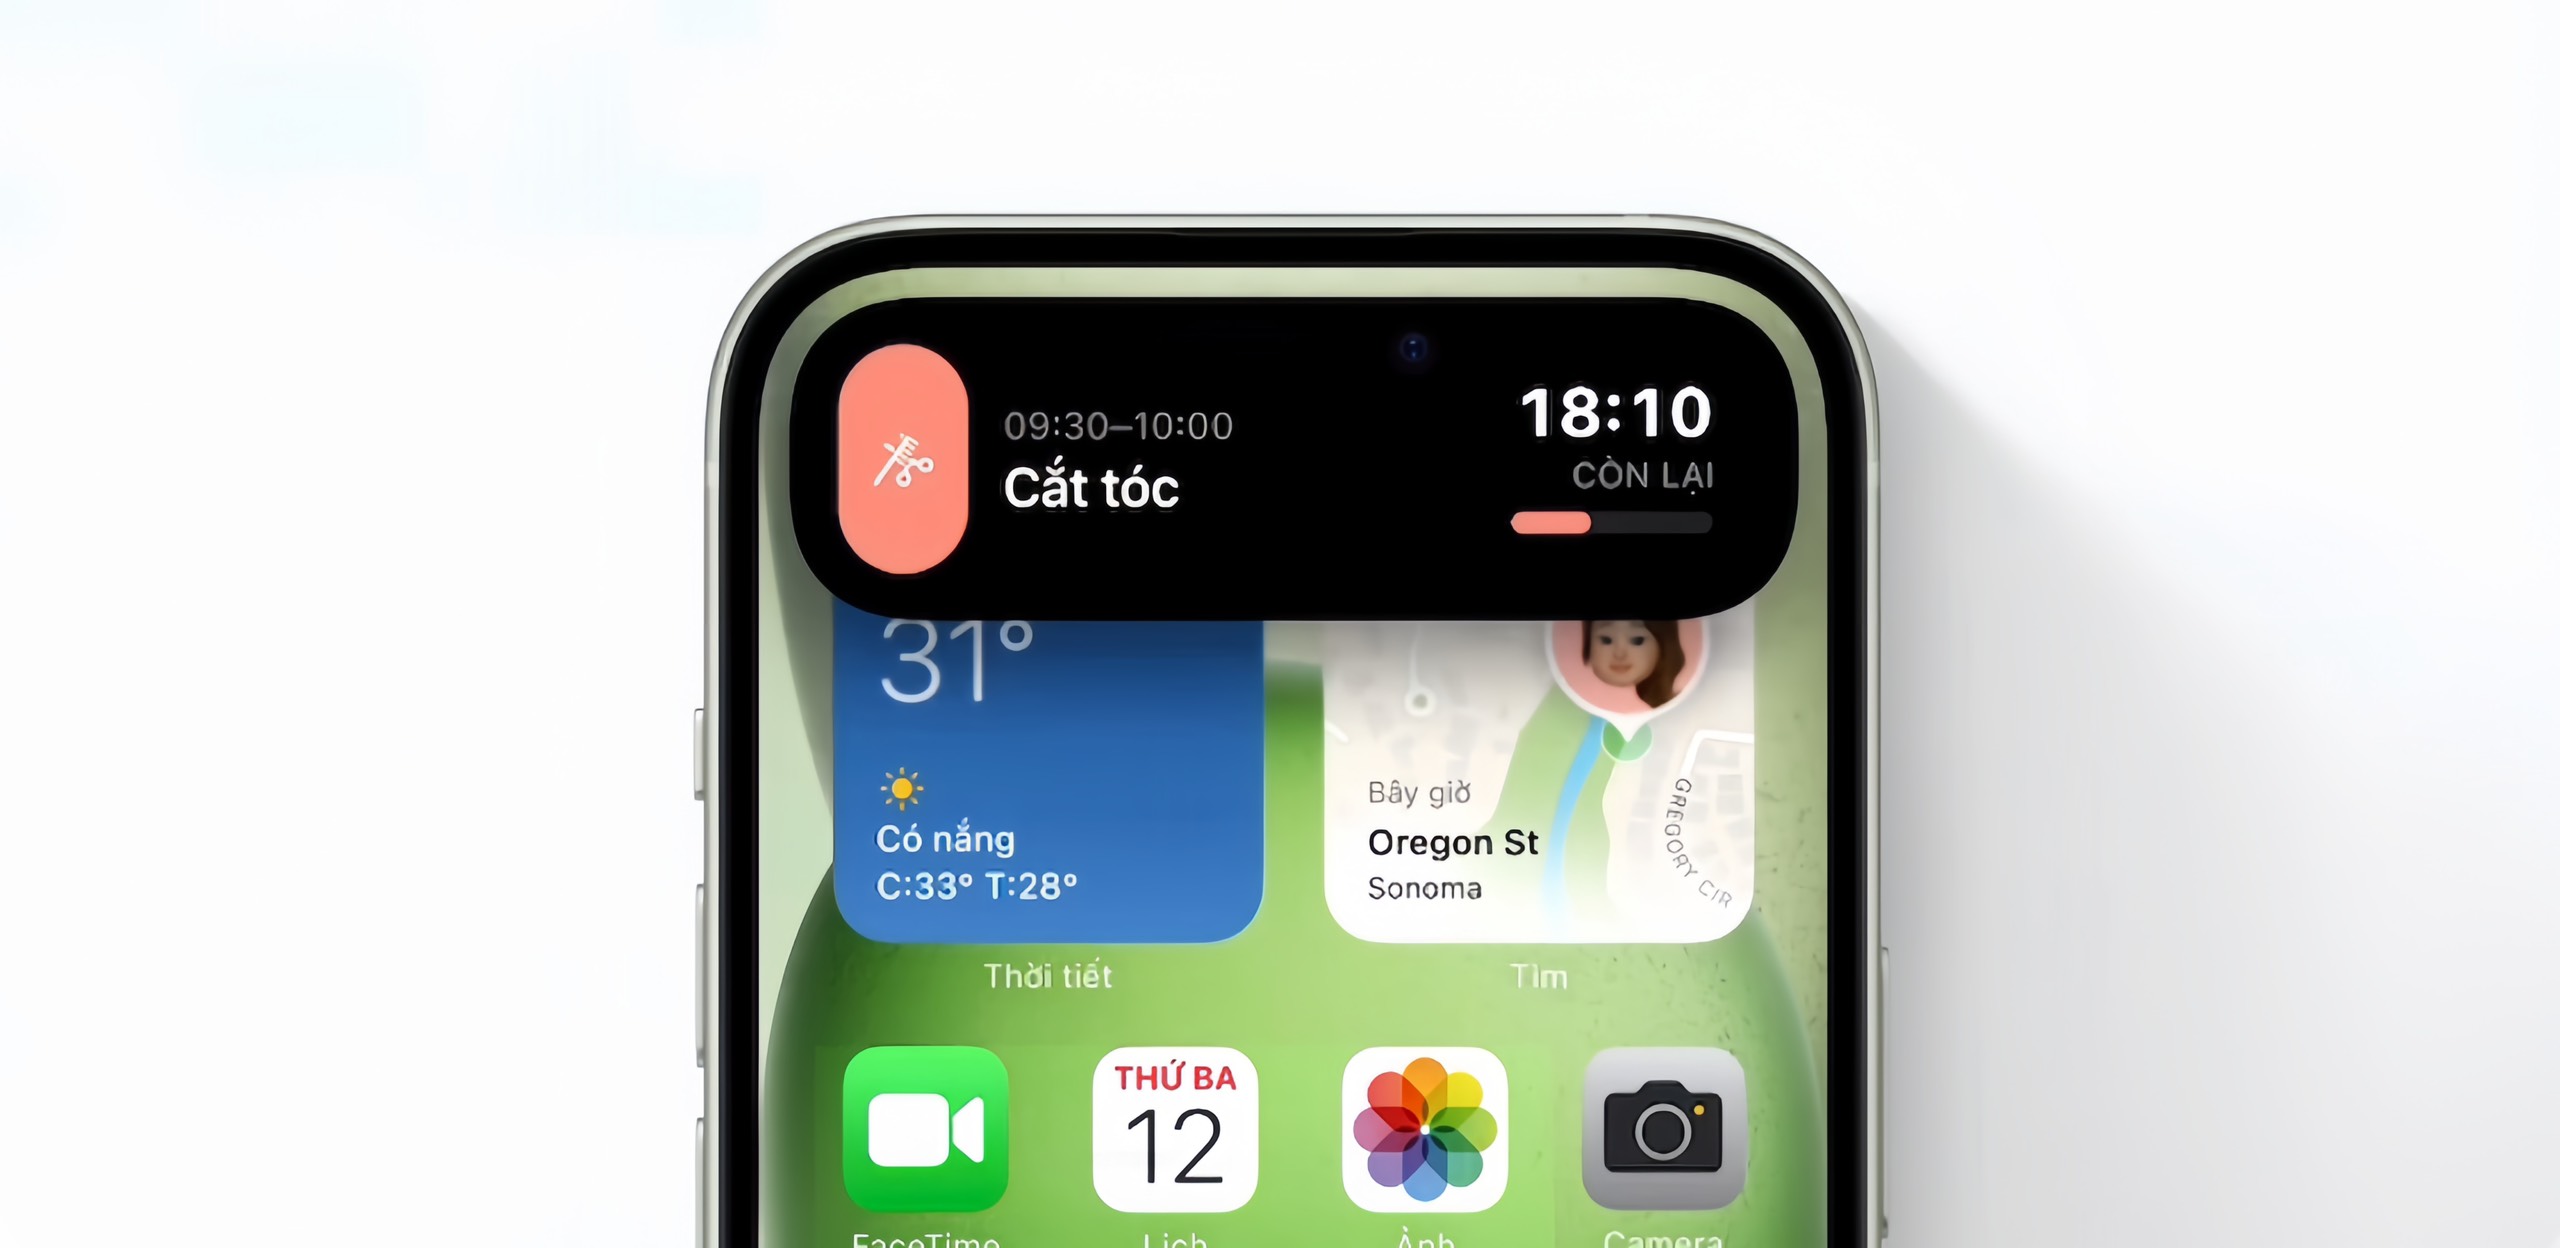 09:30–10:00
Cắt tóc
18:10
CÒN LẠI
31°
Có nắng
C:33° T:28°
Bây giờ
Oregon St
Sonoma
GREGORY CIR
Thời tiết
Tìm
THỨ BA
12
FaceTime
Lịch
Ảnh
Camera